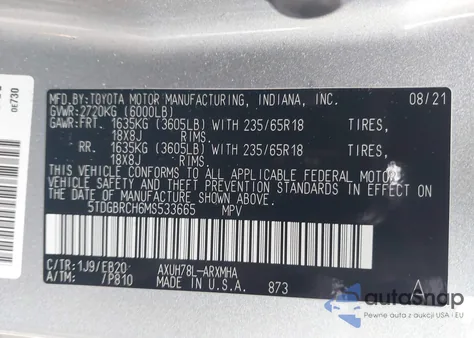 0E730
MFD.BY:TOYOTA MOTOR MANUFACTURING, INDIANA, INC. 08/21
GVWR:2720KG (6000LB)
GAWR:FRT. 1635KG (3605LB) WITH 235/65R18 TIRES,
18X8J RIMS,
RR. 1635KG (3605LB) WITH 235/65R18 TIRES,
18X8J RIMS,
THIS VEHICLE CONFORMS TO ALL APPLICABLE FEDERAL MOTOR
VEHICLE SAFETY AND THEFT PREVENTION STANDARDS IN EFFECT ON
THE DATE OF MANUFACTURE SHOWN ABOVE.
5TDGBRCH6MS533665 MPV
C/TR:1J9/EB20 AXUH78L-ARXMHA
A/TM: /P810 MADE IN U.S.A. 873 A
autosnap
Pewne auta z USA i EU